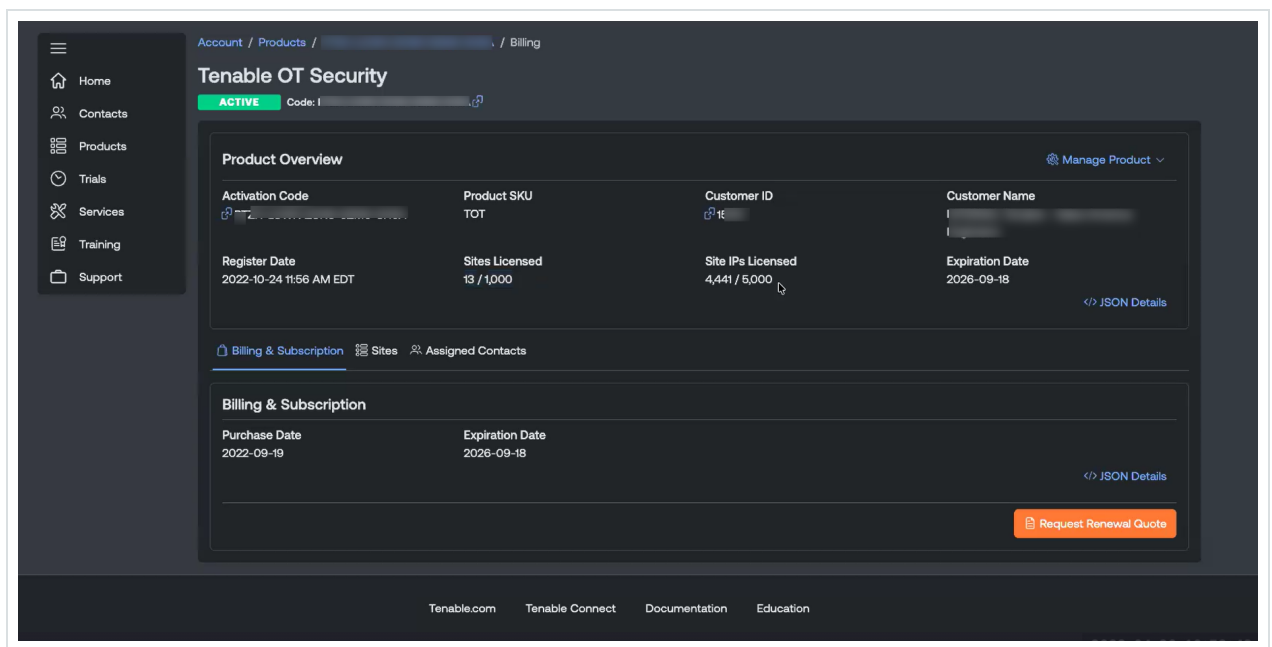 Account / Products / / Billing
Home
Contacts
Products
Trials
Services
Training
Support
Tenable OT Security
ACTIVE Code:
Product Overview
Manage Product
Activation Code Product SKU Customer ID Customer Name
TOT
Register Date Sites Licensed Site IPs Licensed Expiration Date
2022-10-24 11:56 AM EDT 13 / 1,000 4,441 / 5,000 2026-09-18
</> JSON Details
Billing & Subscription Sites Assigned Contacts
Billing & Subscription
Purchase Date Expiration Date
2022-09-19 2026-09-18
</> JSON Details
Request Renewal Quote
Tenable.com Tenable Connect Documentation Education